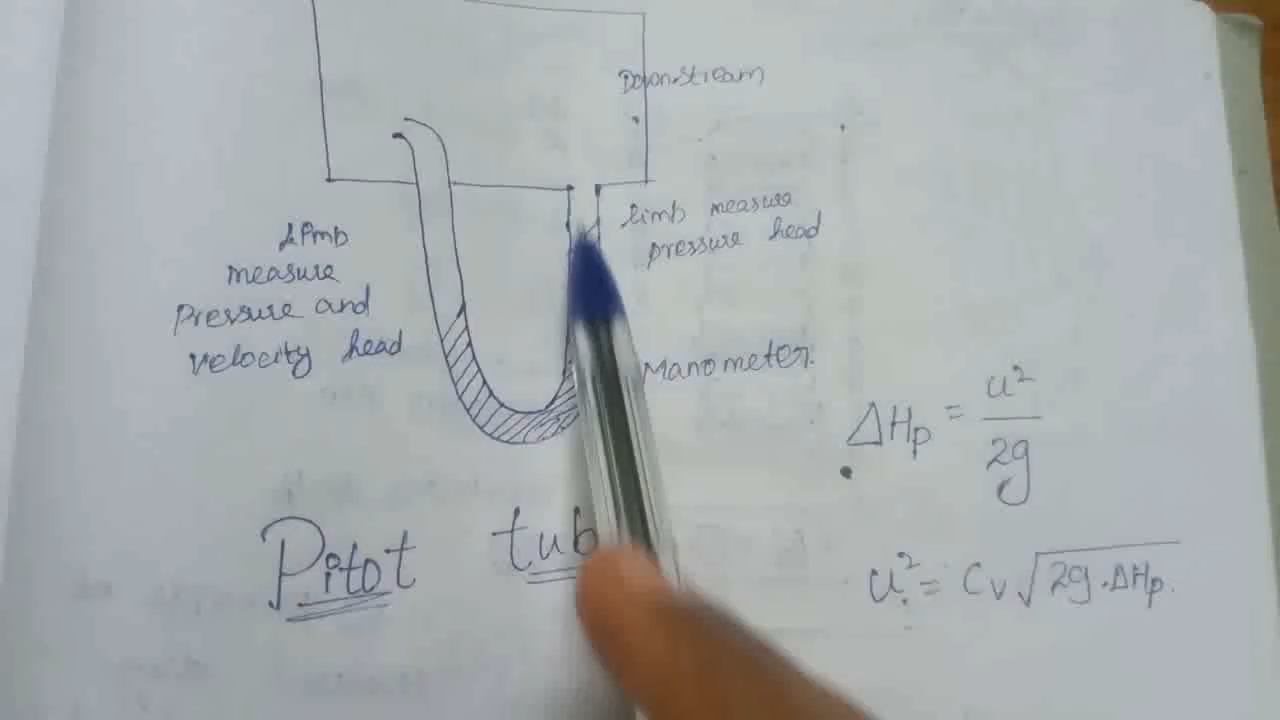 Downstream
limb
measure
Pressure and
velocity head
limb measure
pressure head
Manometer.
ΔHp = u²/2g
Pitot tub
u² = Cv√2g.ΔHp.